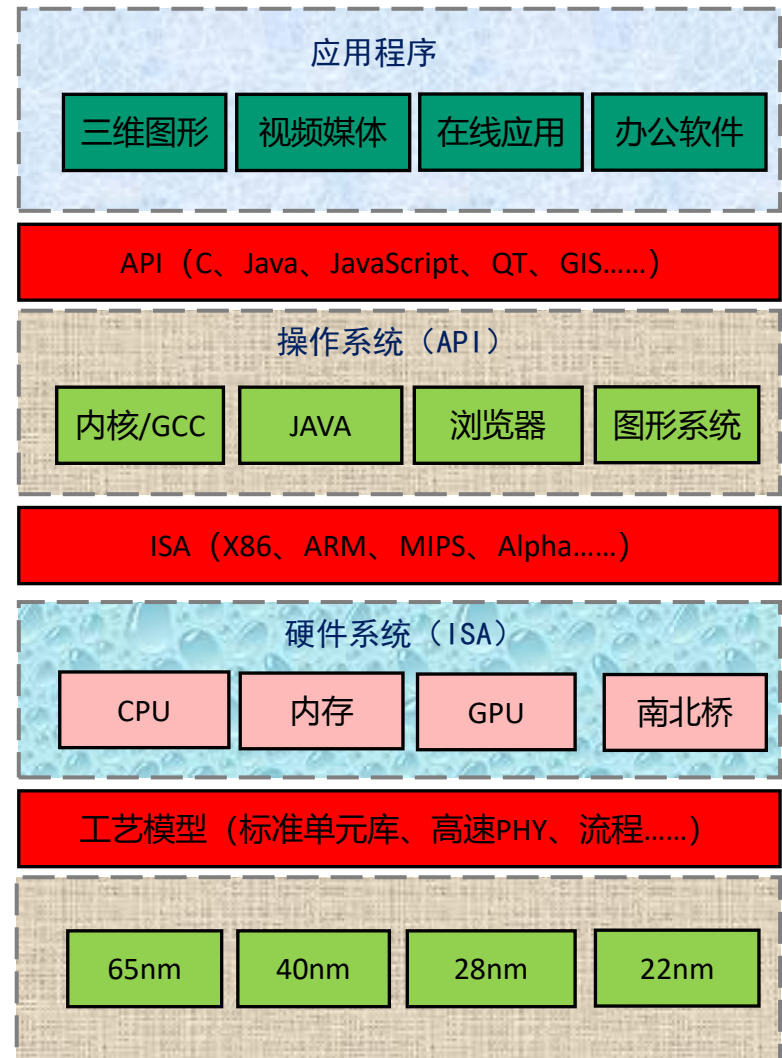 应用程序
三维图形 视频媒体 在线应用 办公软件
API（C、Java、JavaScript、QT、GIS......）
操作系统（API）
内核/GCC JAVA 浏览器 图形系统
ISA（X86、ARM、MIPS、Alpha......）
硬件系统（ISA）
CPU 内存 GPU 南北桥
工艺模型（标准单元库、高速PHY、流程......）
65nm 40nm 28nm 22nm